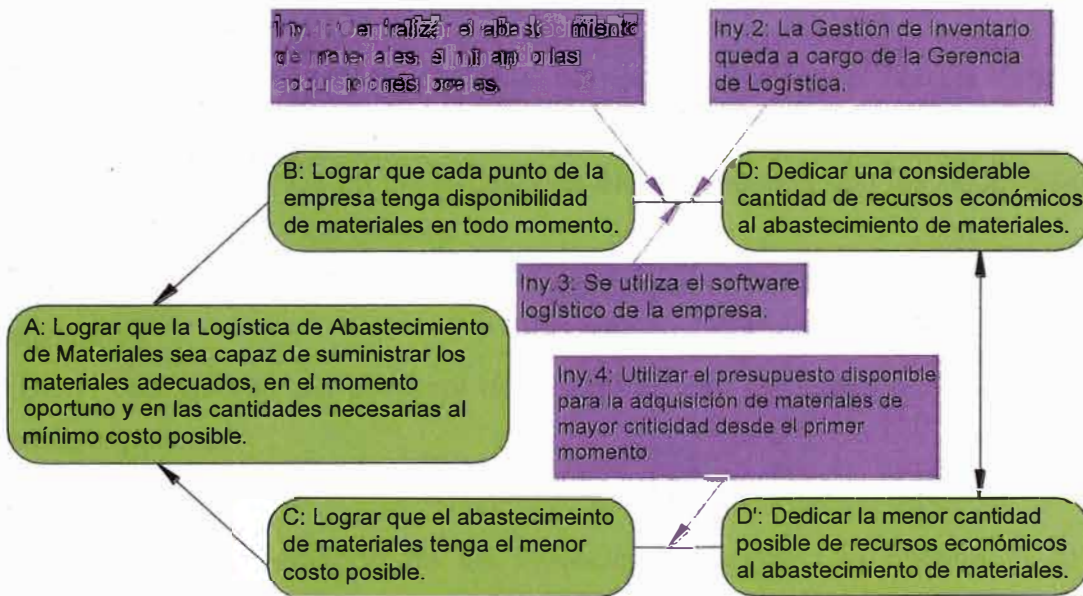 el
de
Iny.2: La Gestión de Inventario
queda a cargo de la Gerencia
de Logística.
B: Lograr que cada punto de la
empresa tenga disponibilidad
de materiales en todo momento.
D: Dedicar una considerable
cantidad de recursos económicos
al abastecimiento de materiales.
Iny.3: Se utiliza el software
logístico de la empresa.
A: Lograr que la Logística de Abastecimiento
de Materiales sea capaz de suministrar los
materiales adecuados, en el momento
oportuno y en las cantidades necesarias al
mínimo costo posible.
Iny.4: Utilizar el presupuesto disponible
para la adquisición de materiales de
mayor criticidad desde el primer
momento
C: Lograr que el abastecimeinto
de materiales tenga el menor
costo posible.
D': Dedicar la menor cantidad
posible de recursos económicos
al abastecimiento de materiales.